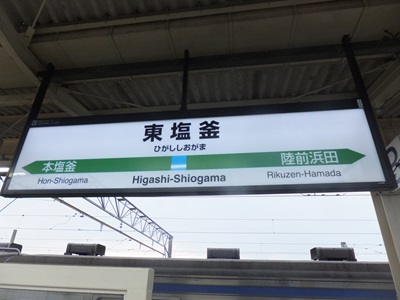 東塩釜
ひがししおがま
本塩釜
陸前浜田
Hon-Shiogama
Higashi-Shiogama
Rikuzen-Hamada